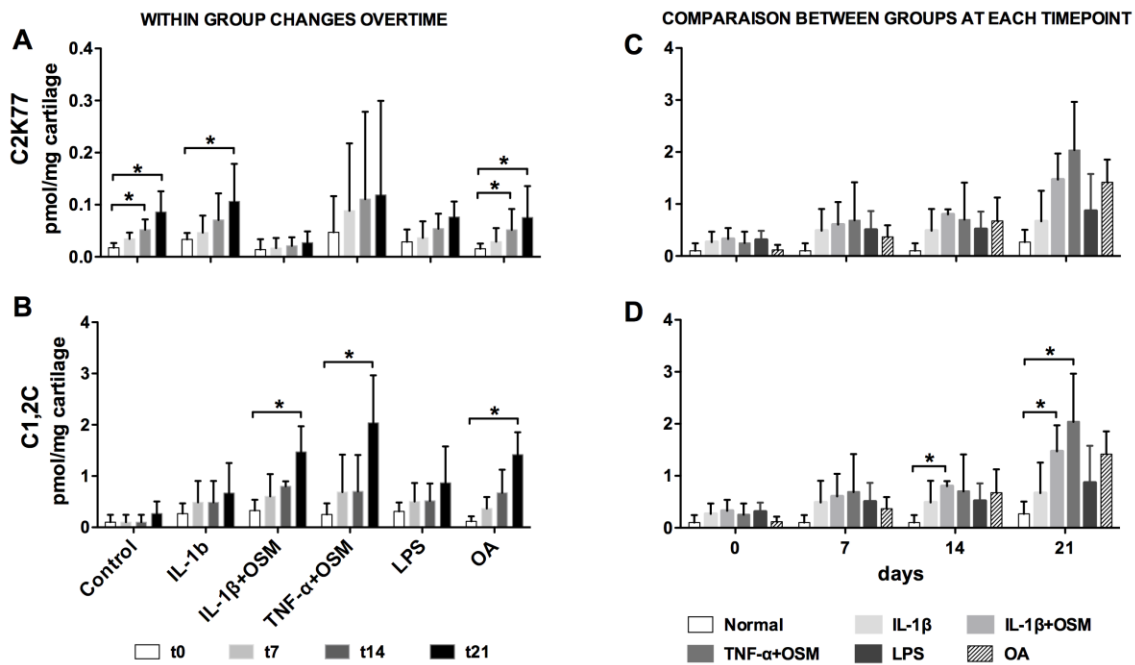 WITHIN GROUP CHANGES OVERTIME
COMPARAISON BETWEEN GROUPS AT EACH TIMEPOINT
A
C2K77
pmol/mg cartilage
0.4
0.3
0.2
0.1
0.0
*
*
*
*
*
C
4
3
2
1
0
B
C1,2C
pmol/mg cartilage
4
3
2
1
0
*
*
*
Control
IL-1b
IL-1β+OSM
TNF-α+OSM
LPS
OA
t0
t7
t14
t21
D
4
3
2
1
0
*
*
*
0
7
14
21
days
Normal
IL-1β
IL-1β+OSM
TNF-α+OSM
LPS
OA